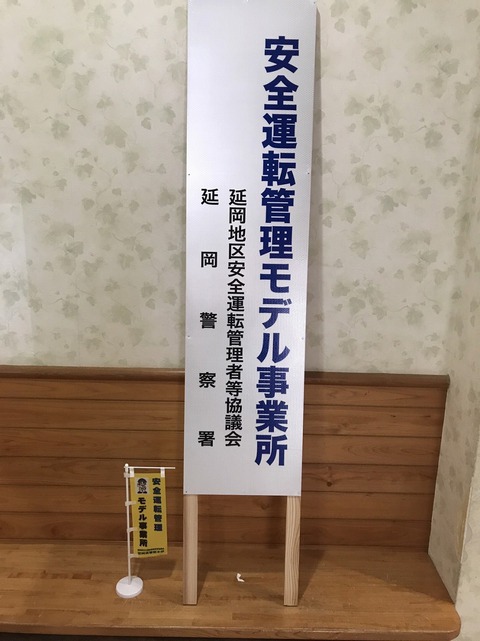 安全運転管理モデル事業所
延岡地区安全運転管理者等協議会
延岡警察署
安全運転管理
モデル事業所